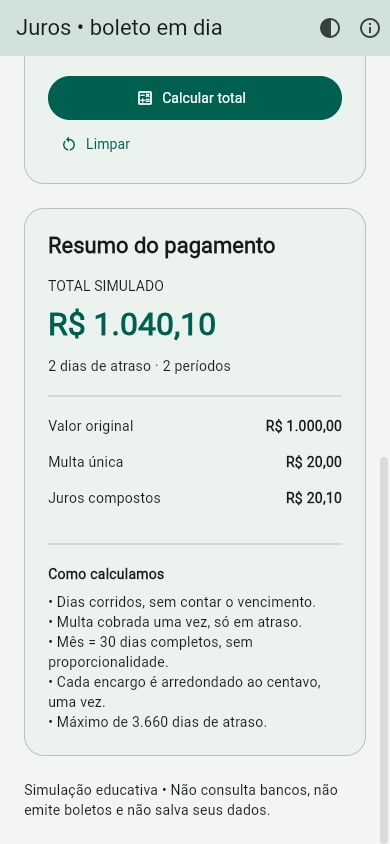 Juros • boleto em dia
Calcular total
Limpar
Resumo do pagamento
TOTAL SIMULADO
R$ 1.040,10
2 dias de atraso · 2 períodos
Valor original R$ 1.000,00
Multa única R$ 20,00
Juros compostos R$ 20,10
Como calculamos
• Dias corridos, sem contar o vencimento.
• Multa cobrada uma vez, só em atraso.
• Mês = 30 dias completos, sem
proporcionalidade.
• Cada encargo é arredondado ao centavo,
uma vez.
• Máximo de 3.660 dias de atraso.
Simulação educativa • Não consulta bancos, não
emite boletos e não salva seus dados.